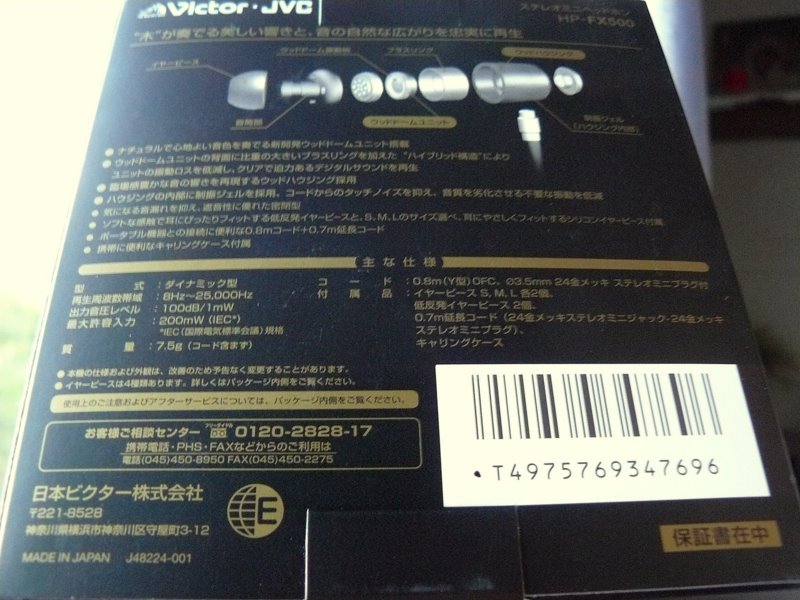 Victor・JVC
ステレオミニヘッドホン
HP-FX500
“木”が奏でる美しい響きと、音の自然な広がりを忠実に再生
イヤーピース
ウッドドーム振動板
ブラスリング
ウッドハウジング
音筒部
ウッドドームユニット
制振ジェル
(ハウジング内部)
● ナチュラルで心地よい音色を奏でる新開発ウッドドームユニット搭載
● ウッドドームユニットの背面に比重の大きいブラスリングを加えた“ハイブリッド構造”により
ユニットの振動ロスを低減し、クリアで迫力あるデジタルサウンドを再生
● 臨場感豊かな音の響きを再現するウッドハウジング採用
● ハウジングの内部に制振ジェルを採用、コードからのタッチノイズを抑え、音質を劣化させる不要な振動を低減
● 気になる音漏れを抑え、遮音性に優れた密閉型
● ソフトな感触で耳にぴったりフィットする低反発イヤーピースと、S, M, Lのサイズ選べ、耳にやさしくフィットするシリコンイヤーピース付属
● ポータブル機器との接続に便利な0.8mコード+0.7m延長コード
● 携帯に便利なキャリングケース付属
主な仕様
型式:ダイナミック型
再生周波数帯域:8Hz~25,000Hz
出力音圧レベル:100dB/1mW
最大許容入力:200mW (IEC*)
*IEC (国際電気標準会議) 規格
質量:7.5g (コード含まず)
コード:0.8m (Y型) OFC、Ø3.5mm 24金メッキ ステレオミニプラグ付
付属品:イヤーピース S, M, L 各2個、
低反発イヤーピース 2個、
0.7m延長コード (24金メッキステレオミニジャック-24金メッキ
ステレオミニプラグ)、
キャリングケース
● 本機の仕様および外観は、改善のため予告なく変更することがあります。
● イヤーピースは4種類あります。詳しくはパッケージ内側をご覧ください。
使用上のご注意およびアフターサービスについては、パッケージ内側をご覧ください。
お客様ご相談センター フリーダイヤル 0120-2828-17
携帯電話・PHS・FAXなどからのご利用は
電話(045)450-8950 FAX(045)450-2275
日本ビクター株式会社
〒221-8528
神奈川県横浜市神奈川区守屋町3-12
E
MADE IN JAPAN J48224-001
・T4975769347696
保証書在中